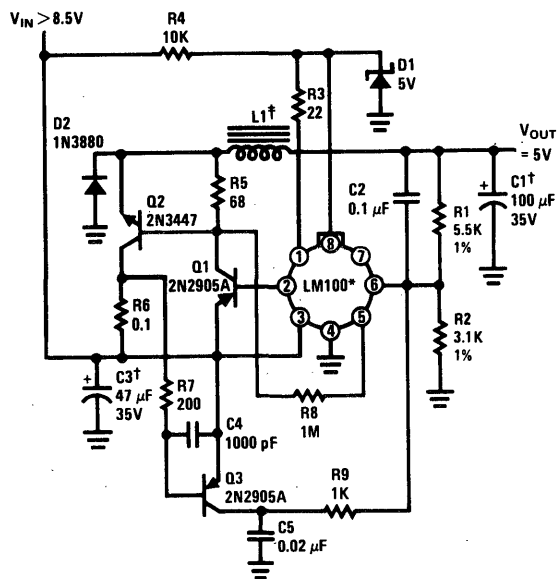 V_IN > 8.5V
R4
10K
D1
5V
R3
22
L1‡
D2
1N3880
V_OUT
= 5V
R5
68
C2
0.1 μF
C1†
100 μF
35V
R1
5.5K
1%
Q2
2N3447
Q1
2N2905A
1
8
7
2
LM100*
6
3
4
5
R6
0.1
R2
3.1K
1%
C3†
47 μF
35V
R7
200
C4
1000 pF
R8
1M
Q3
2N2905A
R9
1K
C5
0.02 μF
+
+